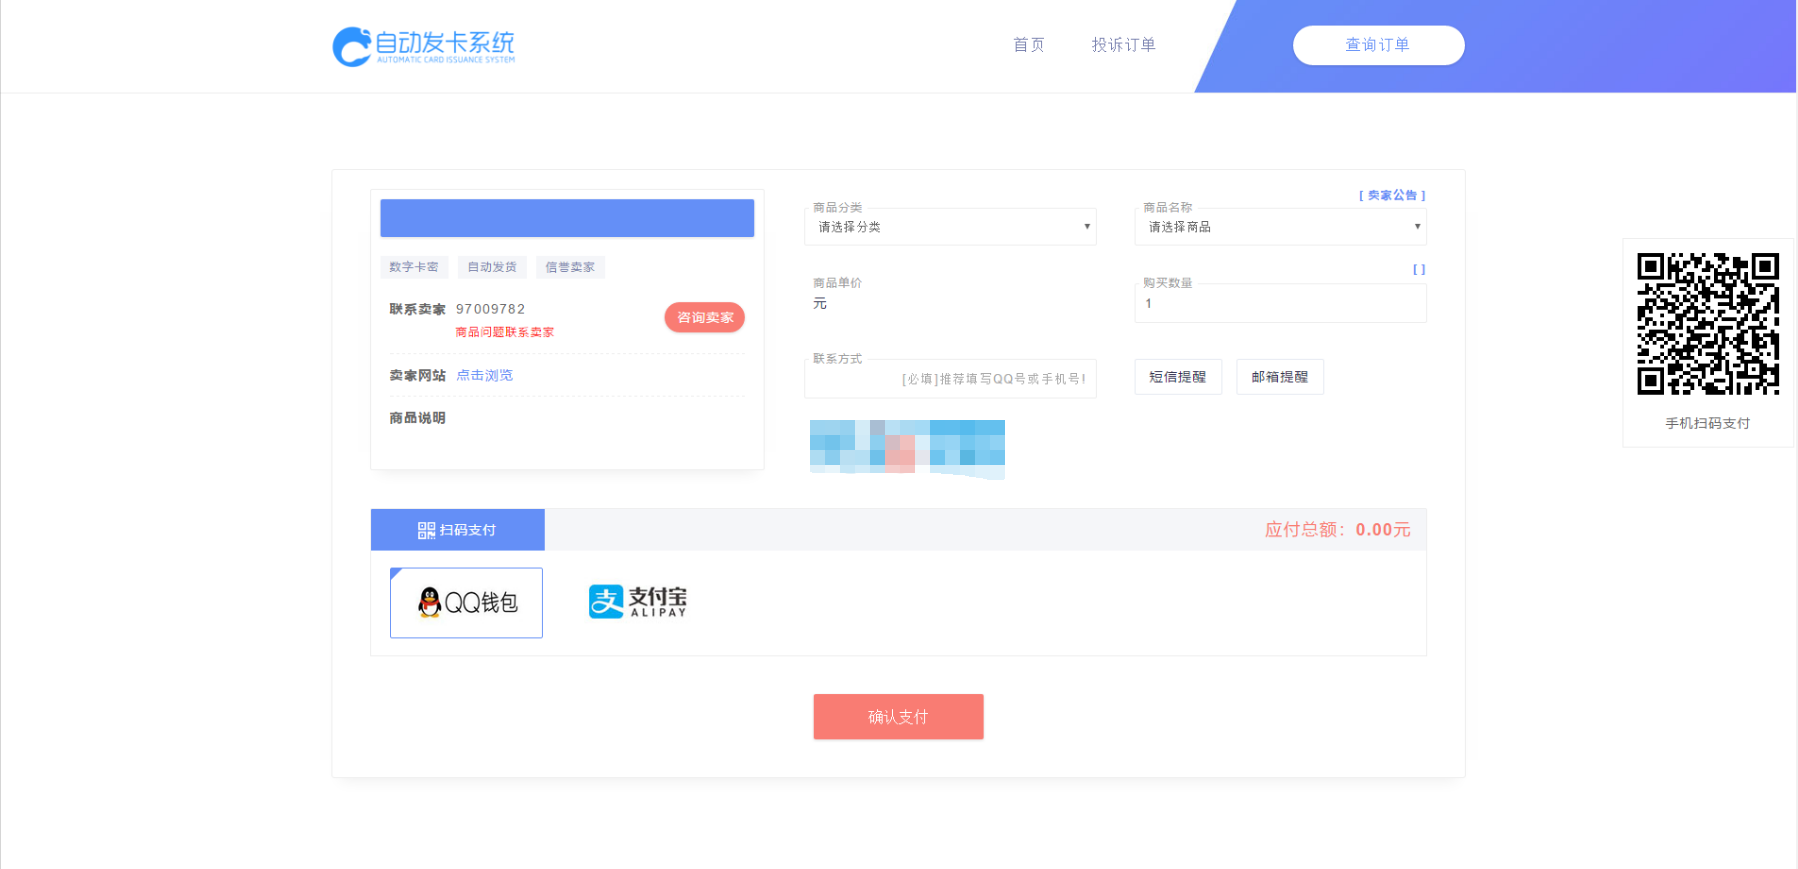 自动发卡系统
AUTOMATIC CARD ISSUANCE SYSTEM
首页
投诉订单
查询订单
数字卡密
自动发货
信誉卖家
联系卖家 97009782
商品问题联系卖家
咨询卖家
卖家网站 点击浏览
商品说明
[ 卖家公告 ]
商品分类
请选择分类
商品名称
请选择商品
商品单价
元
[ ]
购买数量
1
联系方式
[必填]推荐填写QQ号或手机号!
短信提醒
邮箱提醒
手机扫码支付
扫码支付
应付总额：0.00元
QQ钱包
支 支付宝
ALIPAY
确认支付